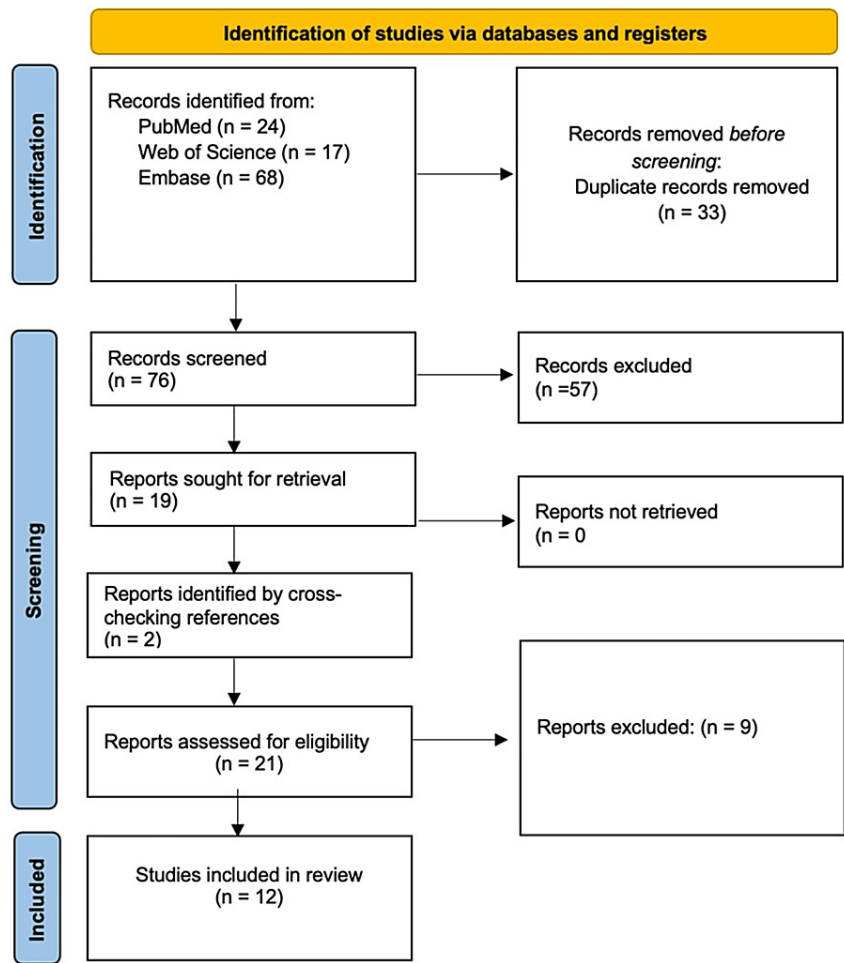 Identification of studies via databases and registers
Identification
Records identified from:
PubMed (n = 24)
Web of Science (n = 17)
Embase (n = 68)
Records removed before
screening:
Duplicate records removed
(n = 33)
Screening
Records screened
(n = 76)
Records excluded
(n =57)
Reports sought for retrieval
(n = 19)
Reports not retrieved
(n = 0
Reports identified by cross-
checking references
(n = 2)
Reports assessed for eligibility
(n = 21)
Reports excluded: (n = 9)
Included
Studies included in review
(n = 12)